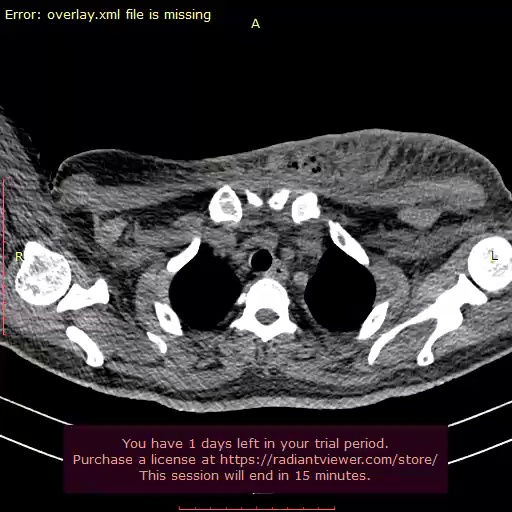 Error: overlay.xml file is missing
A
R
L
You have 1 days left in your trial period.
Purchase a license at https://radiantviewer.com/store/
This session will end in 15 minutes.